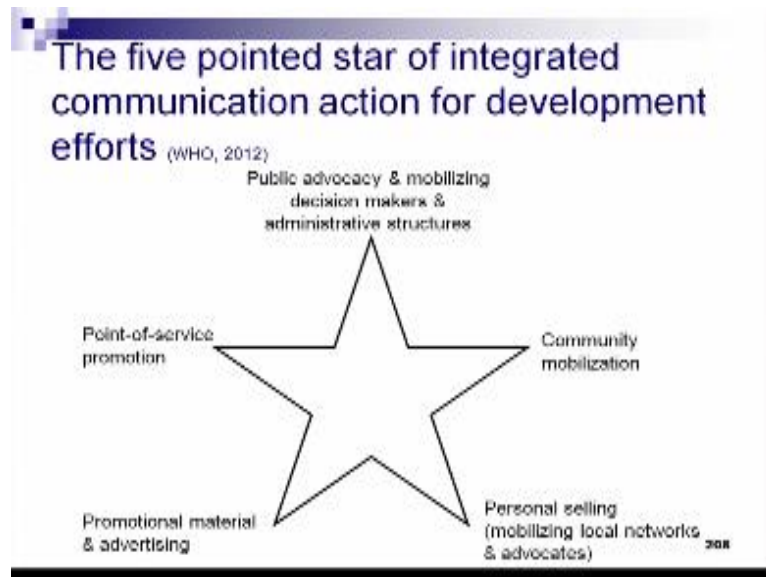 The five pointed star of integrated
communication action for development
efforts (WHO, 2012)
Public advocacy & mobilizing
decision makers &
administrative structures
Point-of-service
promotion
Community
mobilization
Promotional material
& advertising
Personal selling
(mobilizing local networks
& advocates)